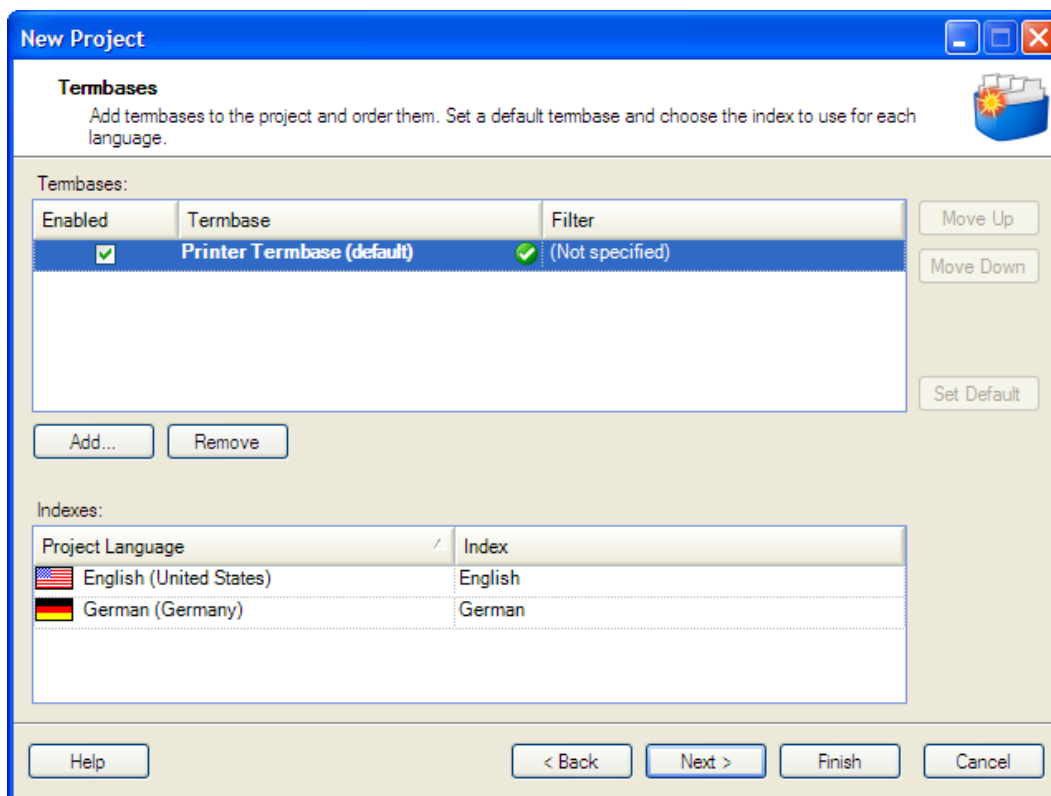 New Project
Termbases
Add termbases to the project and order them. Set a default termbase and choose the index to use for each
language.
Termbases:
Enabled Termbase Filter Move Up
Printer Termbase (default) (Not specified)
Move Down
Set Default
Add... Remove
Indexes:
Project Language Index
English (United States) English
German (Germany) German
Help < Back Next > Finish Cancel